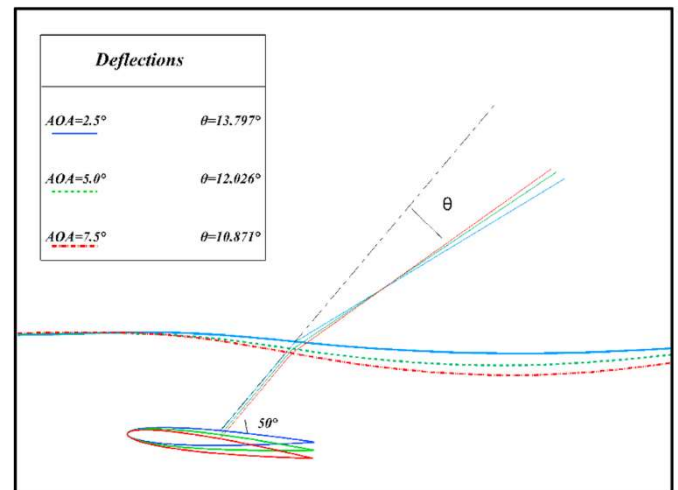 Deflections
AOA=2.5° θ=13.797°
AOA=5.0° θ=12.026°
AOA=7.5° θ=10.871°
θ
50°